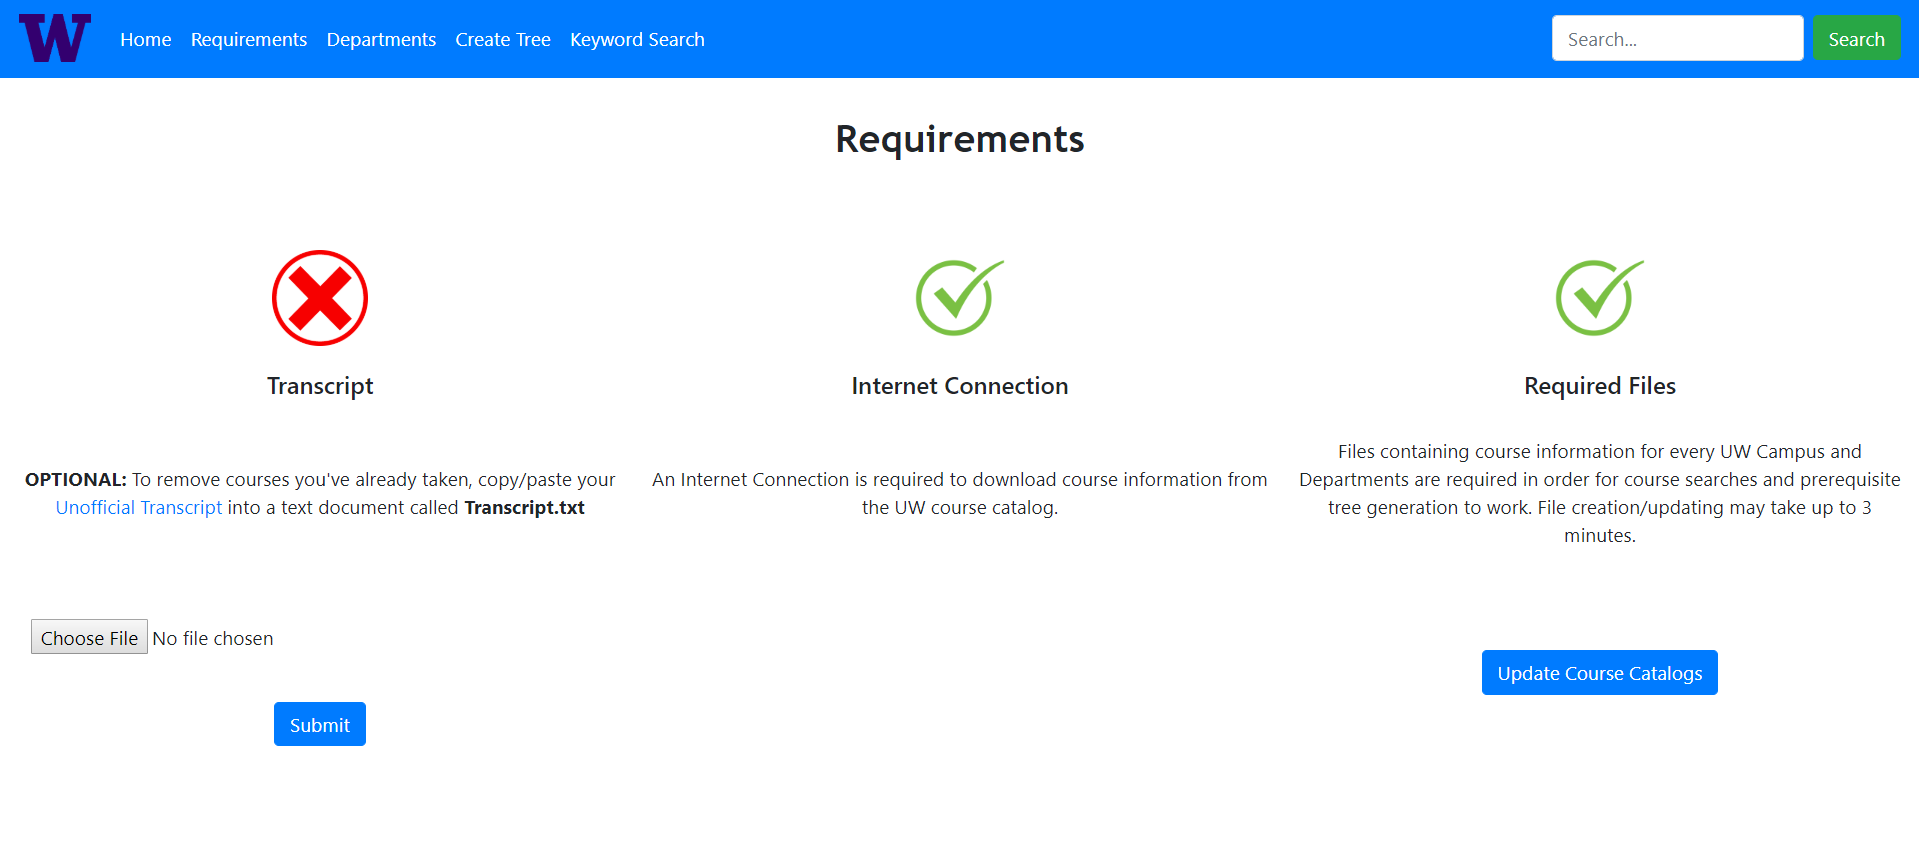 W
Home Requirements Departments Create Tree Keyword Search
Search...
Search
Requirements
Transcript
Internet Connection
Required Files
OPTIONAL: To remove courses you've already taken, copy/paste your
Unofficial Transcript into a text document called Transcript.txt
An Internet Connection is required to download course information from
the UW course catalog.
Files containing course information for every UW Campus and
Departments are required in order for course searches and prerequisite
tree generation to work. File creation/updating may take up to 3
minutes.
Choose File No file chosen
Submit
Update Course Catalogs